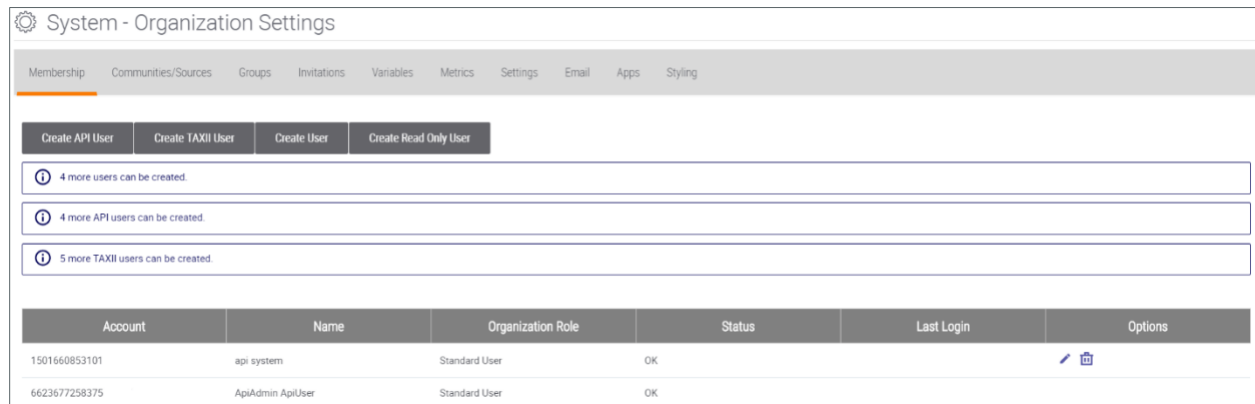 System - Organization Settings
Membership Communities/Sources Groups Invitations Variables Metrics Settings Email Apps Styling
Create API User Create TAXII User Create User Create Read Only User
4 more users can be created.
4 more API users can be created.
5 more TAXII users can be created.
Account Name Organization Role Status Last Login Options
1501660853101 api system Standard User OK
6623677258375 ApiAdmin ApiUser Standard User OK